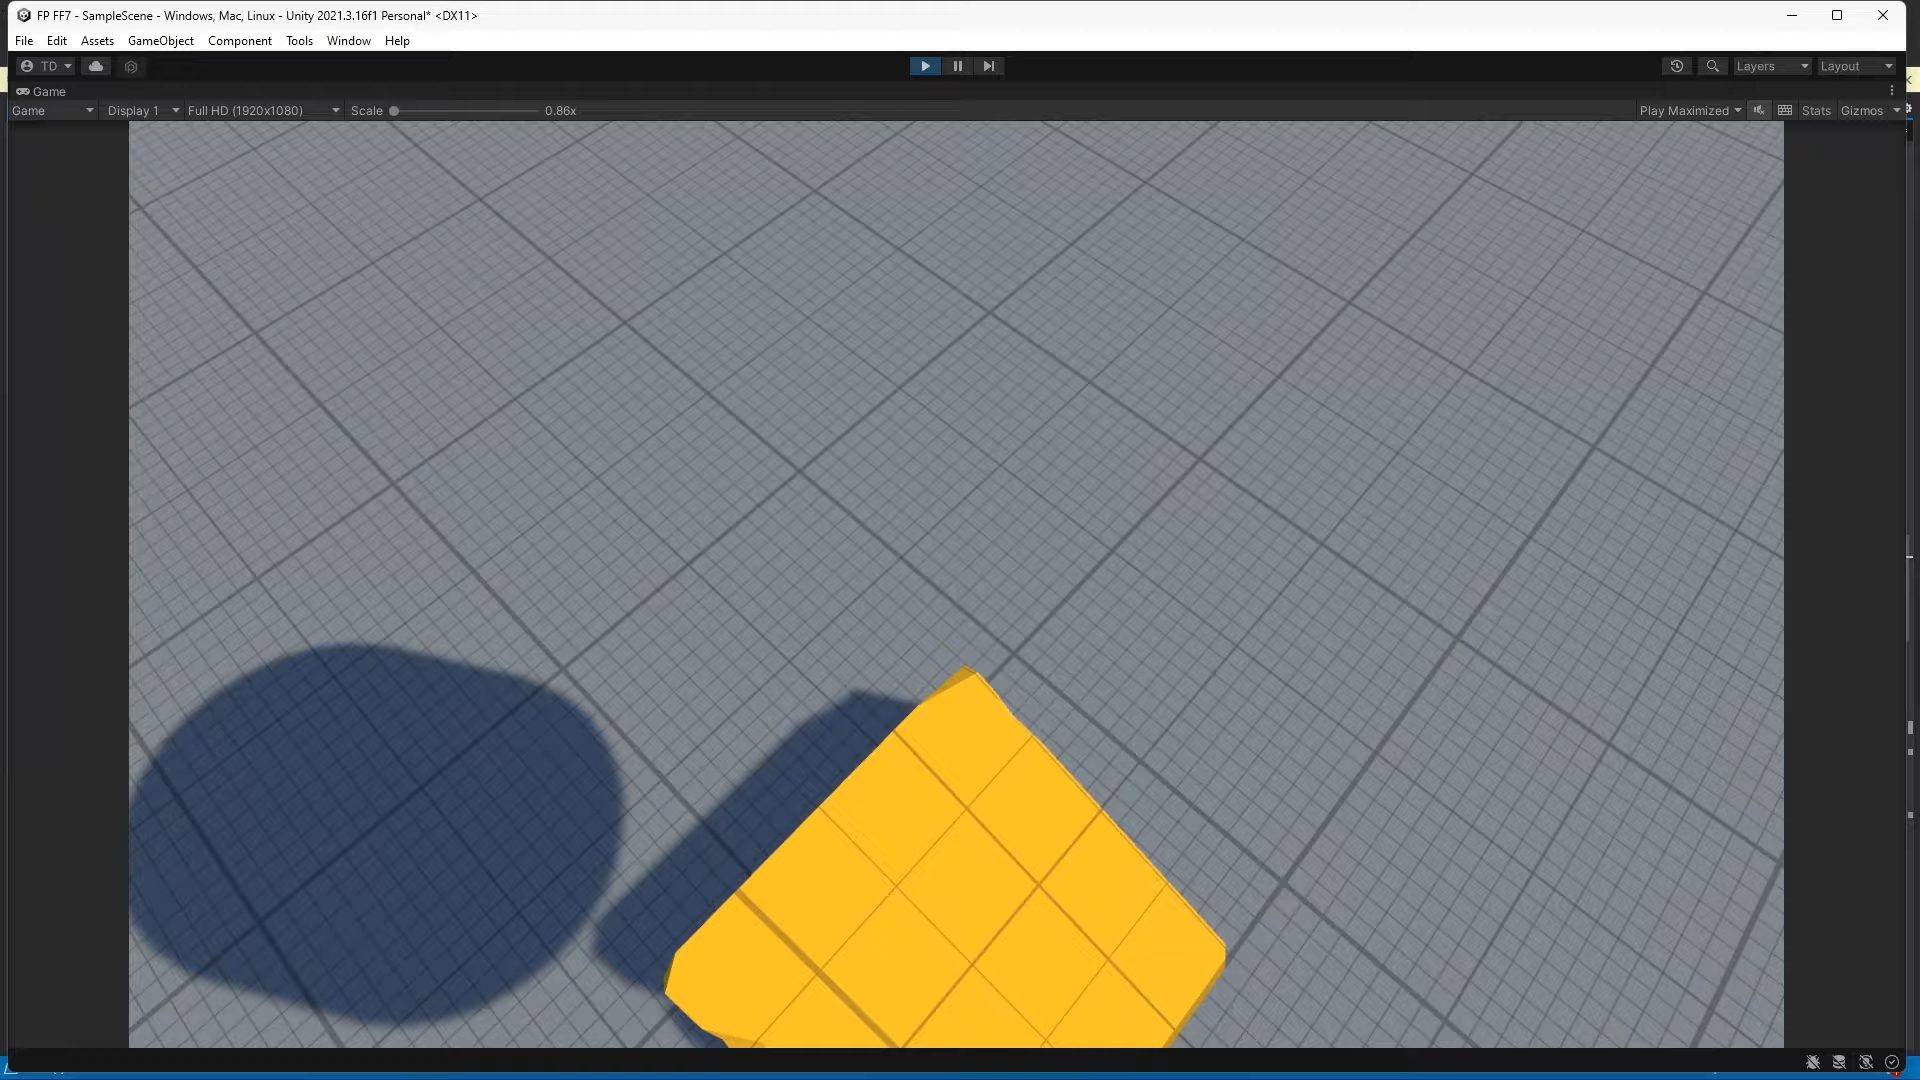 FP FF7 - SampleScene - Windows, Mac, Linux - Unity 2021.3.16f1 Personal* <DX11>
File Edit Assets GameObject Component Tools Window Help
TD Layers Layout
Game
Game Display 1 Full HD (1920x1080) Scale 0.86x Play Maximized Stats Gizmos